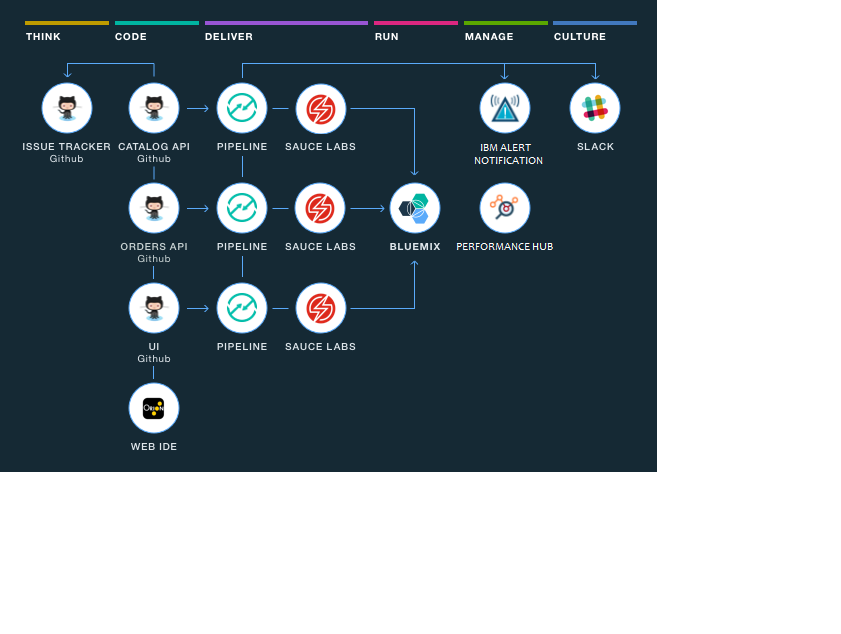 THINK CODE DELIVER RUN MANAGE CULTURE
ISSUE TRACKER CATALOG API PIPELINE SAUCE LABS IBM ALERT SLACK
Github Github NOTIFICATION
ORDERS API PIPELINE SAUCE LABS BLUEMIX PERFORMANCE HUB
Github
UI PIPELINE SAUCE LABS
Github
Orion
WEB IDE